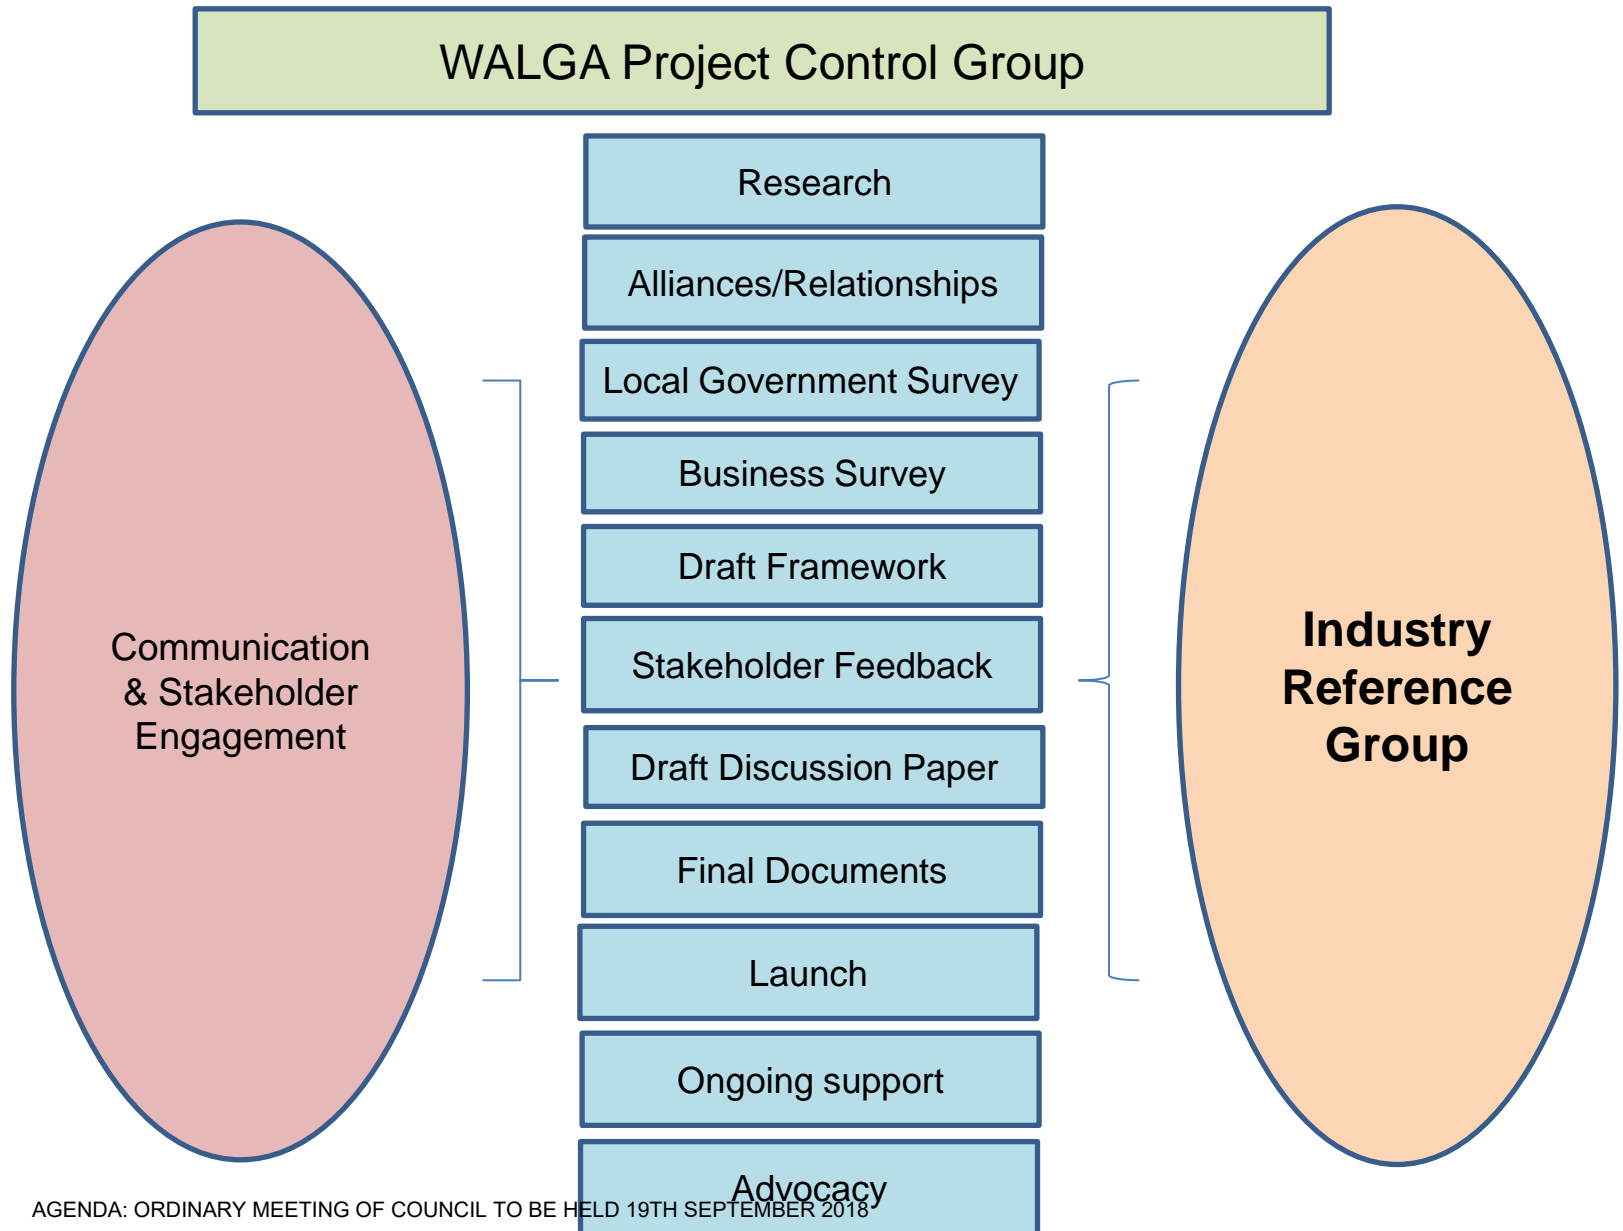 WALGA Project Control Group
Research
Alliances/Relationships
Local Government Survey
Business Survey
Draft Framework
Stakeholder Feedback
Draft Discussion Paper
Final Documents
Launch
Ongoing support
Advocacy
Communication
& Stakeholder
Engagement
Industry
Reference
Group
AGENDA: ORDINARY MEETING OF COUNCIL TO BE HELD 19TH SEPTEMBER 2018